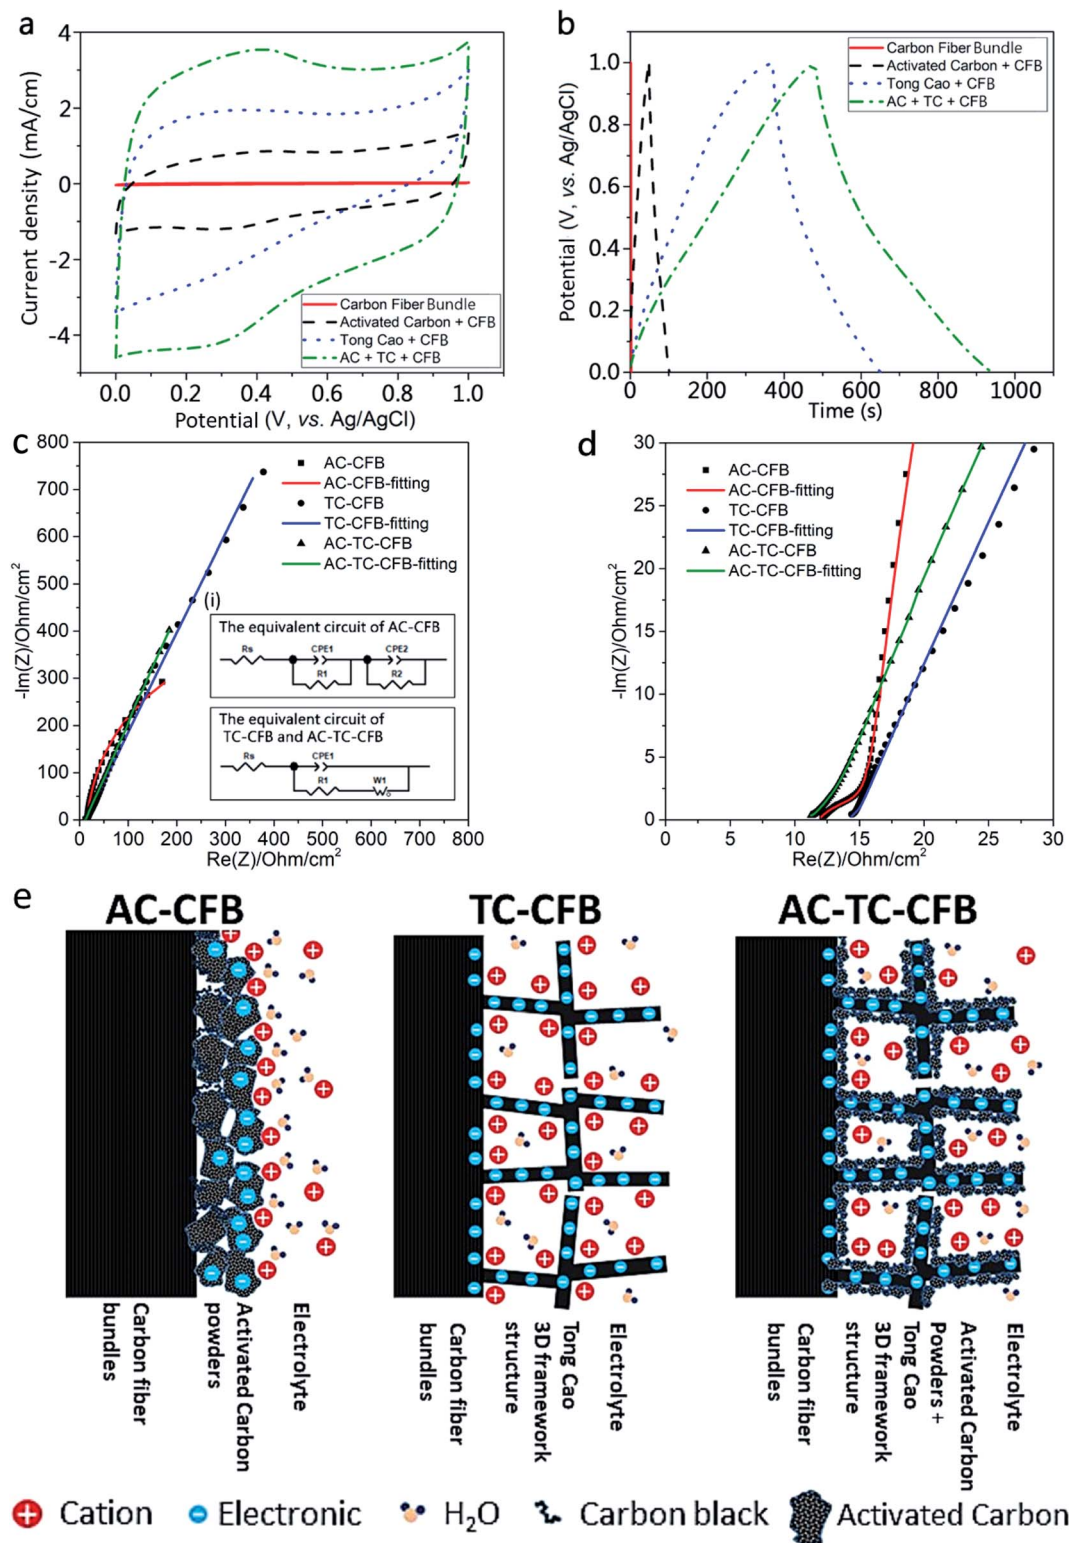 a
4
2
0
-2
-4
Current density (mA/cm)
Carbon Fiber Bundle
Activated Carbon + CFB
Tong Cao + CFB
AC + TC + CFB
0.0 0.2 0.4 0.6 0.8 1.0
Potential (V, vs. Ag/AgCl)
b
1.0
0.8
0.6
0.4
0.2
0.0
Potential (V, vs. Ag/AgCl)
Carbon Fiber Bundle
Activated Carbon + CFB
Tong Cao + CFB
AC + TC + CFB
0 200 400 600 800 1000
Time (s)
c
800
700
600
500
400
300
200
100
0
-Im(Z)/Ohm/cm2
AC-CFB
AC-CFB-fitting
TC-CFB
TC-CFB-fitting
AC-TC-CFB
AC-TC-CFB-fitting
(i)
The equivalent circuit of AC-CFB
Rs CPE1 CPE2
R1 R2
The equivalent circuit of
TC-CFB and AC-TC-CFB
Rs CPE1
R1 W1
0 100 200 300 400 500 600 700 800
Re(Z)/Ohm/cm2
d
30
25
20
15
10
5
0
-Im(Z)/Ohm/cm2
AC-CFB
AC-CFB-fitting
TC-CFB
TC-CFB-fitting
AC-TC-CFB
AC-TC-CFB-fitting
0 5 10 15 20 25 30
Re(Z)/Ohm/cm2
e
AC-CFB
TC-CFB
AC-TC-CFB
Carbon fiber
bundles
Activated Carbon
powders
Electrolyte
Carbon fiber
bundles
Tong Cao
3D framework
structure
Electrolyte
Carbon fiber
bundles
Activated Carbon
Powders +
Tong Cao
3D framework
structure
Electrolyte
Cation
Electronic
H2O
Carbon black
Activated Carbon